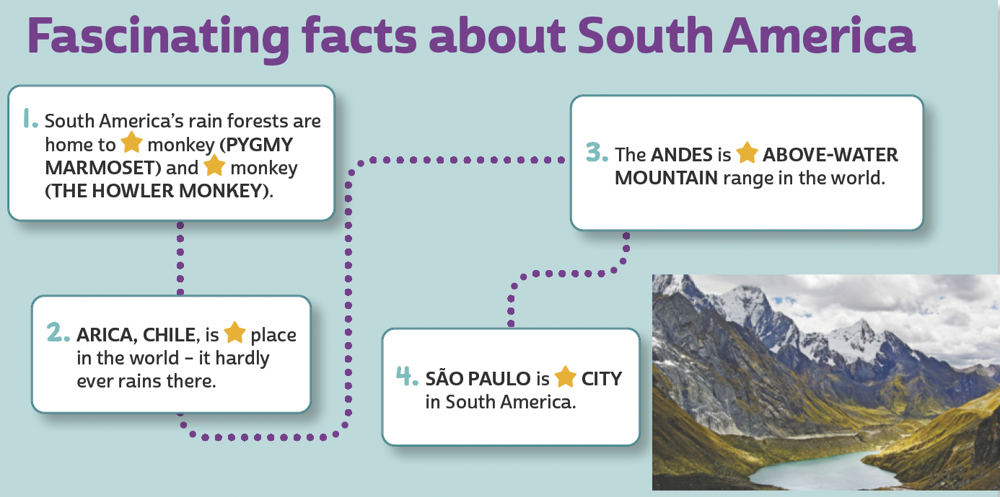 Fascinating facts about South America
1. South America's rain forests are
home to ★ monkey (PYGMY
MARMOSET) and ★ monkey
(THE HOWLER MONKEY).
2. ARICA, CHILE, is ★ place
in the world – it hardly
ever rains there.
3. The ANDES is ★ ABOVE-WATER
MOUNTAIN range in the world.
4. SÃO PAULO is ★ CITY
in South America.